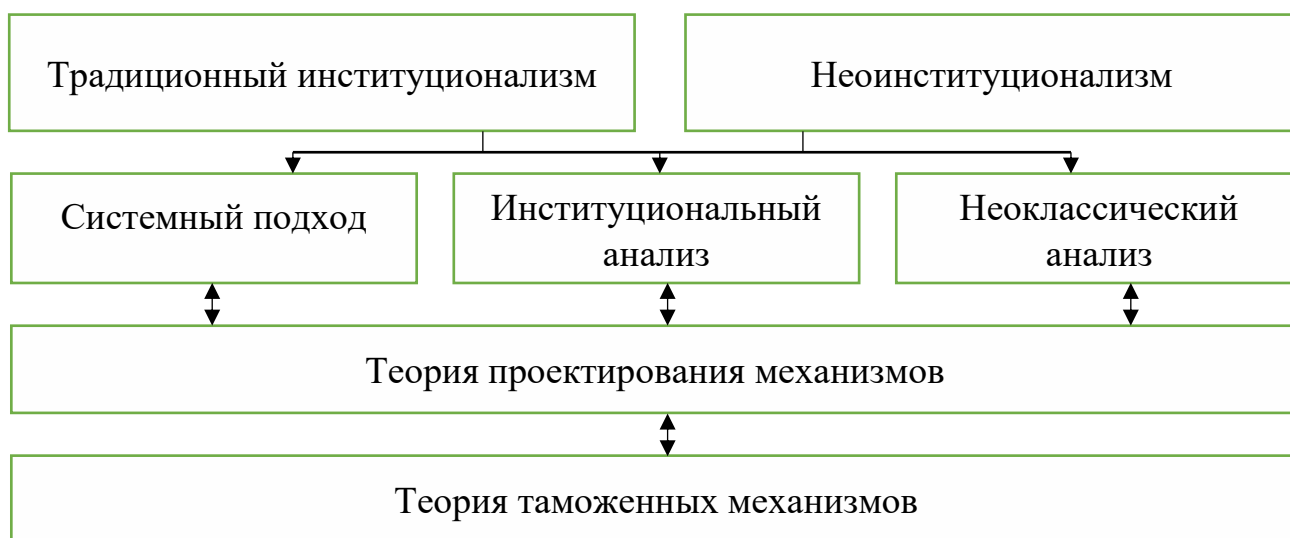 Традиционный институционализм
Неоинституционализм
Системный подход
Институциональный
анализ
Неоклассический
анализ
Теория проектирования механизмов
Теория таможенных механизмов